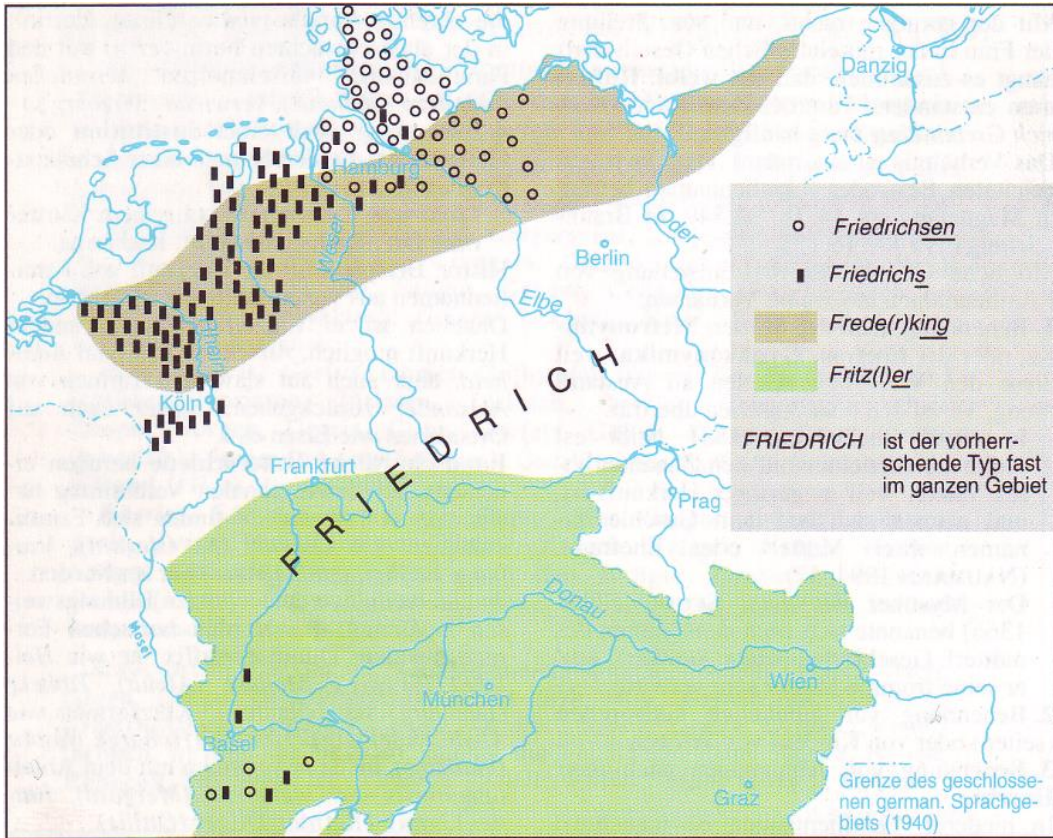 Danzig
Hamburg
Weser
Oder
Berlin
Elbe
Rhein
Köln
Frankfurt
Prag
FRIEDRICH
Mosel
Donau
München
Wien
Basel
Graz
Friedrichsen
Friedrichs
Frede(r)king
Fritz(l)er
FRIEDRICH ist der vorherr-
schende Typ fast
im ganzen Gebiet
Grenze des geschlosse-
nen german. Sprachge-
biets (1940)